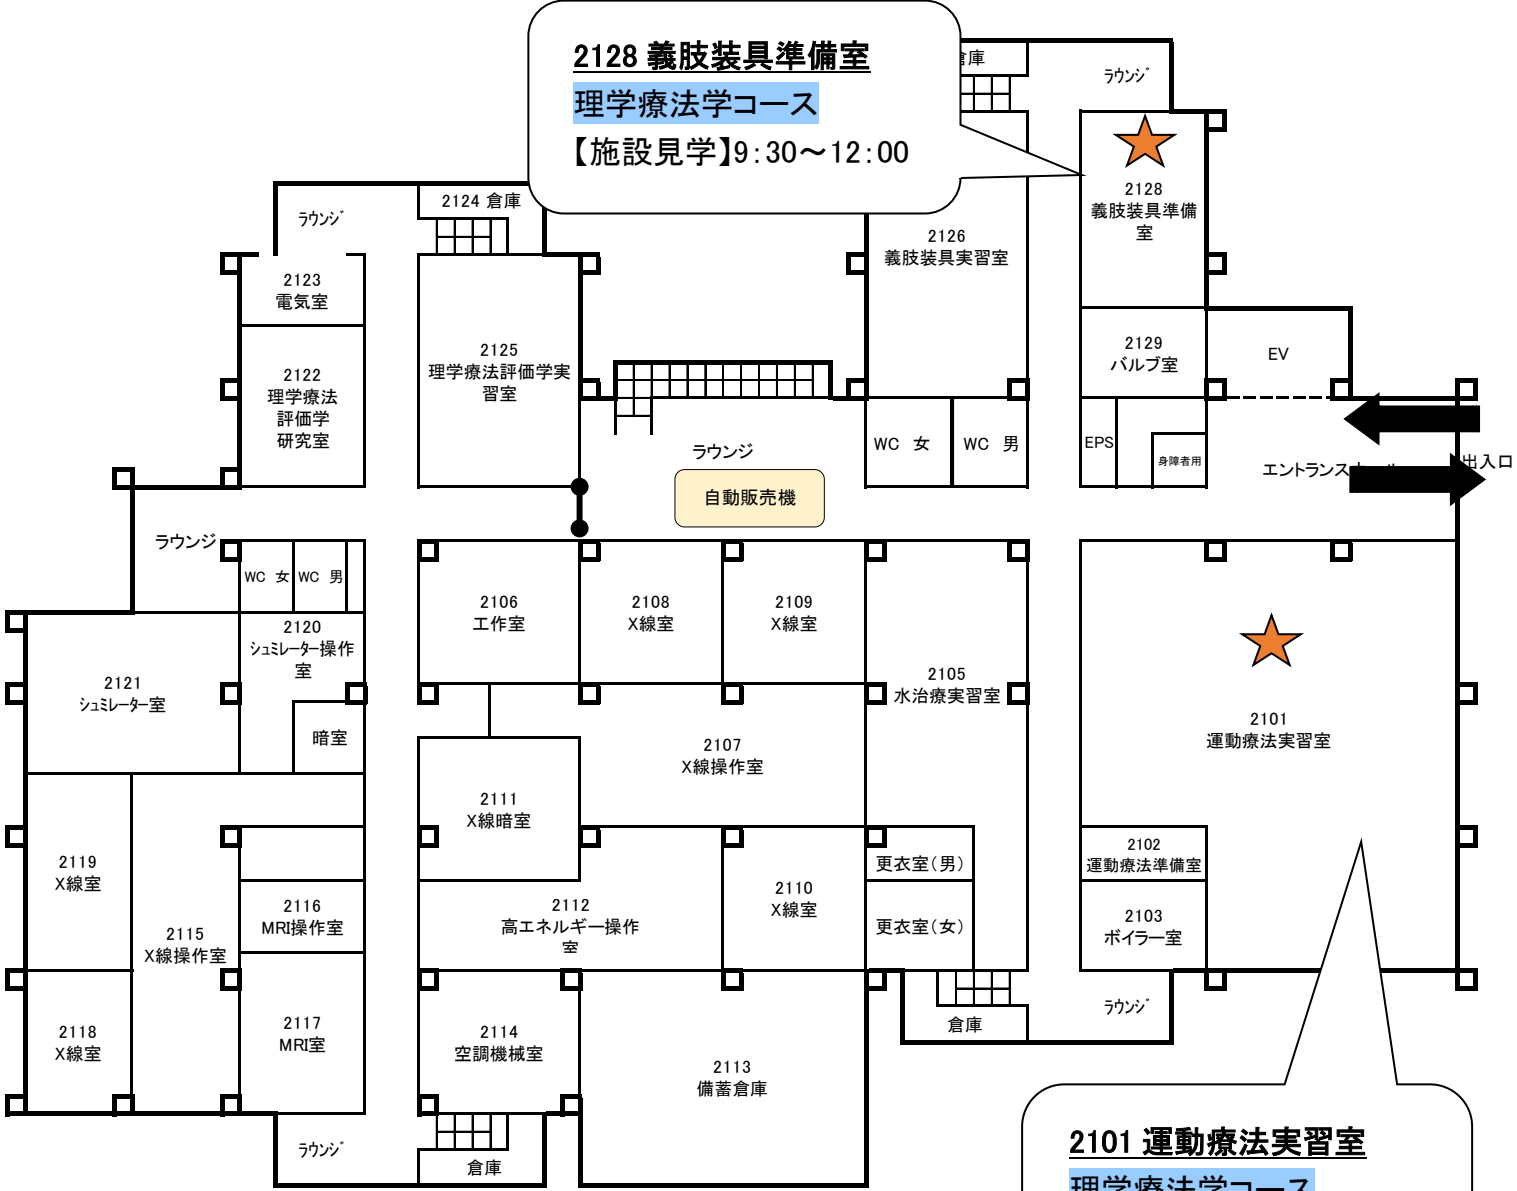 2128 義肢装具準備室
理学療法学コース
【施設見学】9:30～12:00
倉庫
ラウンジ
2128
義肢装具準備
室
2124 倉庫
ラウンジ
2126
義肢装具実習室
2123
電気室
2125
理学療法評価学実
習室
2129
バルブ室
EV
2122
理学療法
評価学
研究室
WC 女
WC 男
EPS
身障者用
ラウンジ
自動販売機
エントランス
出入口
ラウンジ
WC 女
WC 男
2106
工作室
2108
X線室
2109
X線室
2120
シュミレーター操作
室
2105
水治療実習室
2121
シュミレーター室
暗室
2101
運動療法実習室
2107
X線操作室
2111
X線暗室
2119
X線室
更衣室（男）
2102
運動療法準備室
2116
MRI操作室
2112
高エネルギー操作
室
2110
X線室
更衣室（女）
2103
ボイラー室
2115
X線操作室
2118
X線室
2117
MRI室
2114
空調機械室
2113
備蓄倉庫
倉庫
ラウンジ
ラウンジ
倉庫
2101 運動療法実習室
理学療法学コース